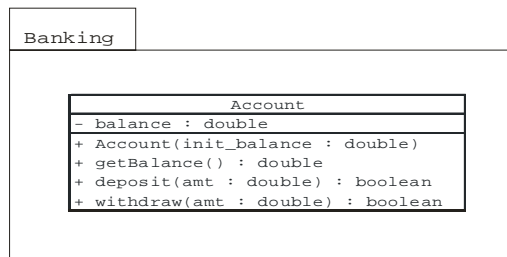 Banking
Account
- balance : double
+ Account(init_balance : double)
+ getBalance() : double
+ deposit(amt : double) : boolean
+ withdraw(amt : double) : boolean